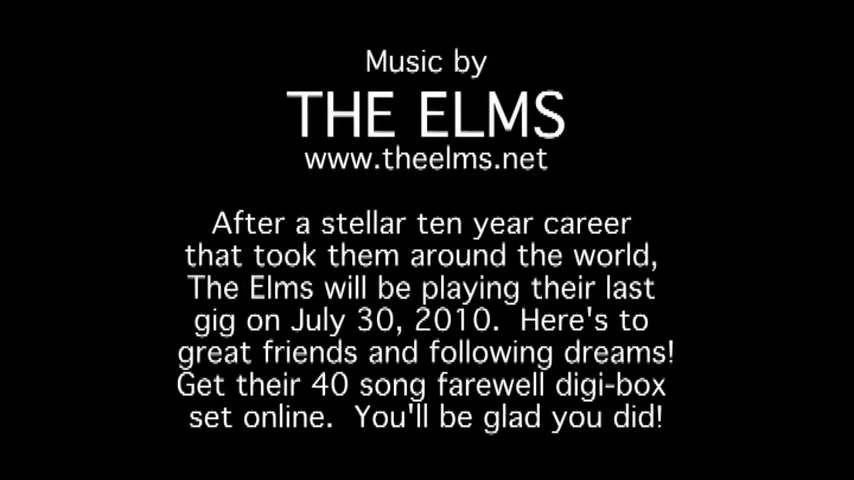 Music by
THE ELMS
www.theelms.net
After a stellar ten year career
that took them around the world,
The Elms will be playing their last
gig on July 30, 2010.  Here's to
great friends and following dreams!
Get their 40 song farewell digi-box
set online.  You'll be glad you did!